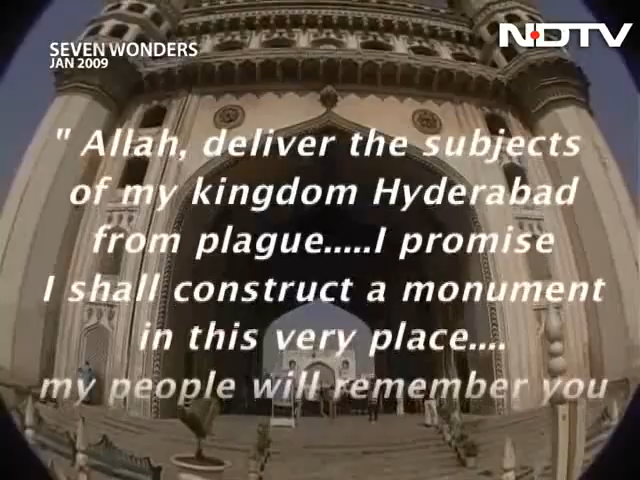 SEVEN WONDERS
JAN 2009
NDTV
" Allah, deliver the subjects
of my kingdom Hyderabad
from plague.....I promise
I shall construct a monument
in this very place....
my people will remember you